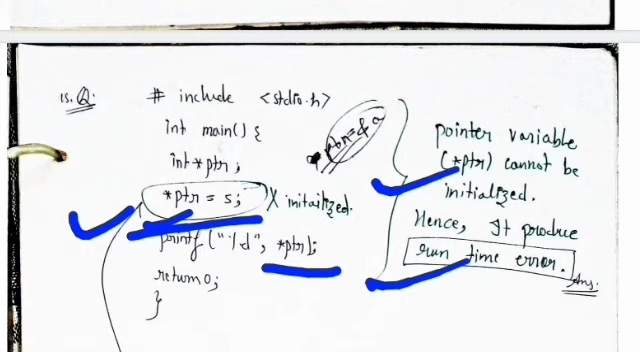 15. Q. # include <stdio.h>
int main() {
int *ptr ;
*ptr = 5; X initailized.
printf ("%d", *ptr);
return 0;
}
ptr = & a
pointer variable
(*ptr) cannot be
initialized.
Hence, It produce
run time error.
Ans.